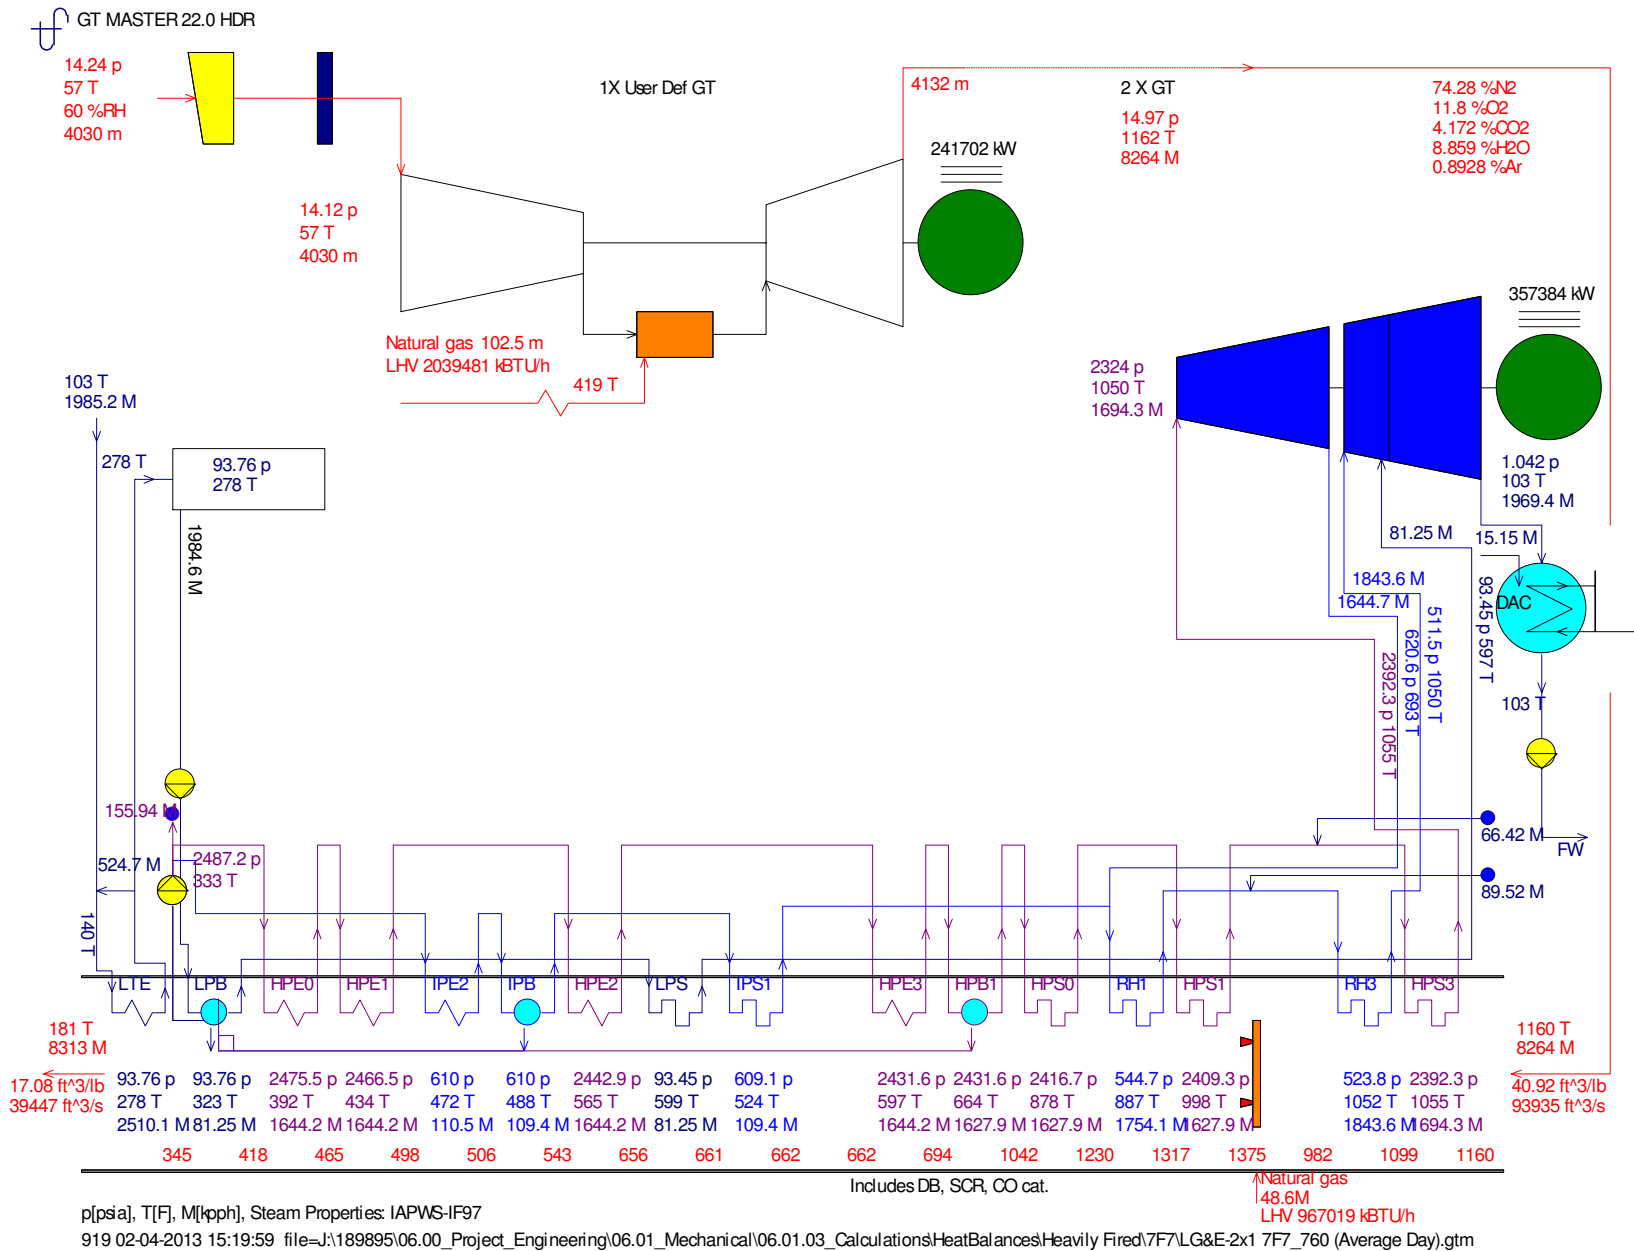 GT MASTER 22.0 HDR
14.24 p
57 T
60 %RH
4030 m
1X User Def GT
4132 m
2 X GT
14.97 p
1162 T
8264 M
74.28 %N2
11.8 %O2
4.172 %CO2
8.859 %H2O
0.8928 %Ar
241702 kW
14.12 p
57 T
4030 m
357384 kW
Natural gas 102.5 m
LHV 2039481 kBTU/h
419 T
2324 p
1050 T
1694.3 M
103 T
1985.2 M
278 T
93.76 p
278 T
1984.6 M
1.042 p
103 T
1969.4 M
81.25 M
15.15 M
1843.6 M
1644.7 M
DAC
93.45 p 597 T
511.5 p 1050 T
620.6 p 693 T
2392.3 p 1055 T
103 T
155.94 M
66.42 M
FW
524.7 M
2487.2 p
333 T
89.52 M
140 T
LTE LPB HPE0 HPE1 IPE2 IPB HPE2 LPS IPS1 HPE3 HPB1 HPS0 RH1 HPS1 RH3 HPS3
181 T
8313 M
1160 T
8264 M
17.08 ft^3/lb
39447 ft^3/s
40.92 ft^3/lb
93935 ft^3/s
93.76 p 93.76 p 2475.5 p 2466.5 p 610 p 610 p 2442.9 p 93.45 p 609.1 p 2431.6 p 2431.6 p 2416.7 p 544.7 p 2409.3 p 523.8 p 2392.3 p
278 T 323 T 392 T 434 T 472 T 488 T 565 T 599 T 524 T 597 T 664 T 878 T 887 T 998 T 1052 T 1055 T
2510.1 M 81.25 M 1644.2 M 1644.2 M 110.5 M 109.4 M 1644.2 M 81.25 M 109.4 M 1644.2 M 1627.9 M 1627.9 M 1754.1 M 1627.9 M 1843.6 M 1694.3 M
345 418 465 498 506 543 656 661 662 662 694 1042 1230 1317 1375 982 1099 1160
Includes DB, SCR, CO cat.
Natural gas
48.6M
LHV 967019 kBTU/h
p[psia], T[F], M[kpph], Steam Properties: IAPWS-IF97
919 02-04-2013 15:19:59 file=J:\189895\06.00_Project_Engineering\06.01_Mechanical\06.01.03_Calculations\HeatBalances\Heavily Fired\7F7\LG&E-2x1 7F7_760 (Average Day).gtm